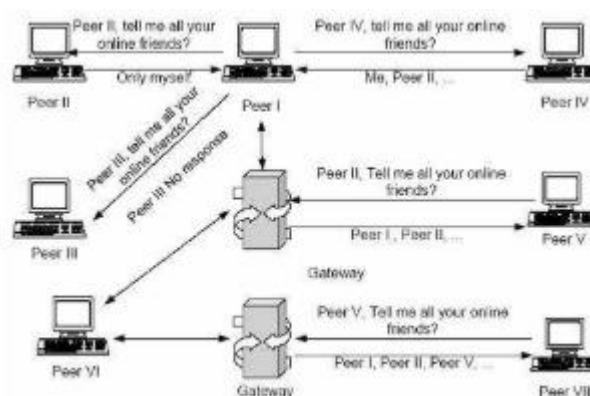 Peer II, tell me all your
online friends?
Only myself
Peer II
Peer I
Peer IV, tell me all your
online friends?
Me, Peer II, ...
Peer IV
Peer III, tell me all your
online friends?
Peer III No response
Peer III
Peer II, Tell me all your online
friends?
Peer I , Peer II, ...
Peer V
Gateway
Peer VI
Gateway
Peer V, Tell me all your online
friends?
Peer I, Peer II, Peer V, ...
Peer VII